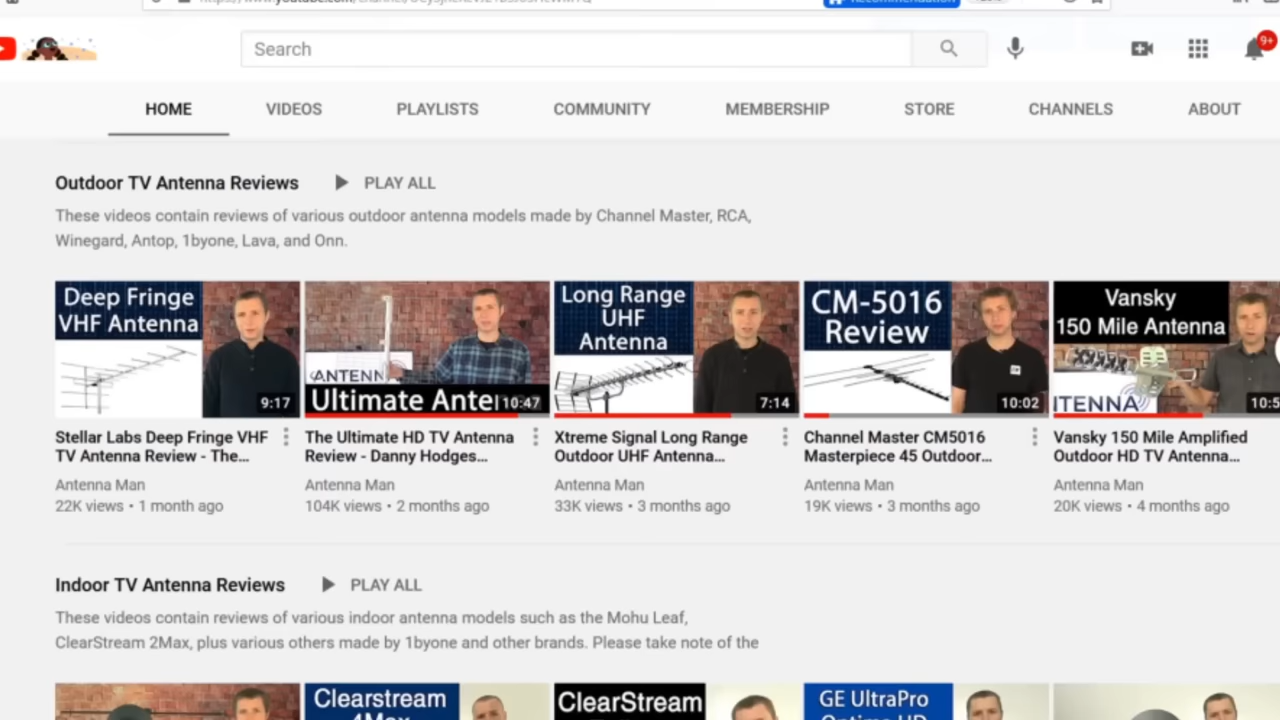 Search
9+
HOME VIDEOS PLAYLISTS COMMUNITY MEMBERSHIP STORE CHANNELS ABOUT
Outdoor TV Antenna Reviews PLAY ALL
These videos contain reviews of various outdoor antenna models made by Channel Master, RCA,
Winegard, Antop, 1byone, Lava, and Onn.
Deep Fringe
VHF Antenna
9:17
Stellar Labs Deep Fringe VHF
TV Antenna Review - The...
Antenna Man
22K views • 1 month ago
ANTENN
Ultimate Ante
10:47
The Ultimate HD TV Antenna
Review - Danny Hodges...
Antenna Man
104K views • 2 months ago
Long Range
UHF
Antenna
7:14
Xtreme Signal Long Range
Outdoor UHF Antenna...
Antenna Man
33K views • 3 months ago
CM-5016
Review
10:02
Channel Master CM5016
Masterpiece 45 Outdoor...
Antenna Man
19K views • 3 months ago
Vansky
150 Mile Antenna
NTENNA
10:5
Vansky 150 Mile Amplified
Outdoor HD TV Antenna...
Antenna Man
20K views • 4 months ago
Indoor TV Antenna Reviews PLAY ALL
These videos contain reviews of various indoor antenna models such as the Mohu Leaf,
ClearStream 2Max, plus various others made by 1byone and other brands. Please take note of the
Clearstream
4Max
ClearStream
GE UltraPro